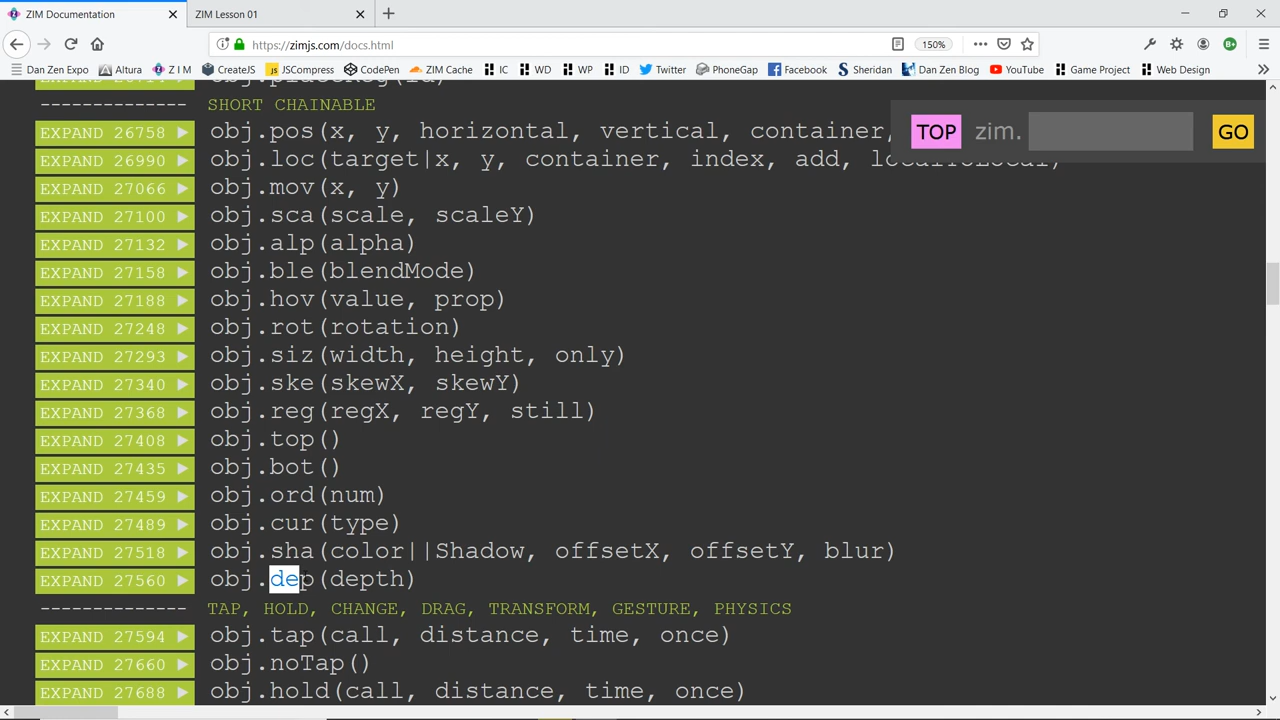 ZIM Documentation
ZIM Lesson 01
https://zimjs.com/docs.html
150%
Dan Zen Expo
Altura
Z I M
CreateJS
JSCompress
CodePen
ZIM Cache
IC
WD
WP
ID
Twitter
PhoneGap
Facebook
Sheridan
Dan Zen Blog
YouTube
Game Project
Web Design
-------------- SHORT CHAINABLE
TOP zim. GO
EXPAND 26758 obj.pos(x, y, horizontal, vertical, container,
EXPAND 26990 obj.loc(target|x, y, container, index, add, localToLocal)
EXPAND 27066 obj.mov(x, y)
EXPAND 27100 obj.sca(scale, scaleY)
EXPAND 27132 obj.alp(alpha)
EXPAND 27158 obj.ble(blendMode)
EXPAND 27188 obj.hov(value, prop)
EXPAND 27248 obj.rot(rotation)
EXPAND 27293 obj.siz(width, height, only)
EXPAND 27340 obj.ske(skewX, skewY)
EXPAND 27368 obj.reg(regX, regY, still)
EXPAND 27408 obj.top()
EXPAND 27435 obj.bot()
EXPAND 27459 obj.ord(num)
EXPAND 27489 obj.cur(type)
EXPAND 27518 obj.sha(color||Shadow, offsetX, offsetY, blur)
EXPAND 27560 obj.dep(depth)
-------------- TAP, HOLD, CHANGE, DRAG, TRANSFORM, GESTURE, PHYSICS
EXPAND 27594 obj.tap(call, distance, time, once)
EXPAND 27660 obj.noTap()
EXPAND 27688 obj.hold(call, distance, time, once)